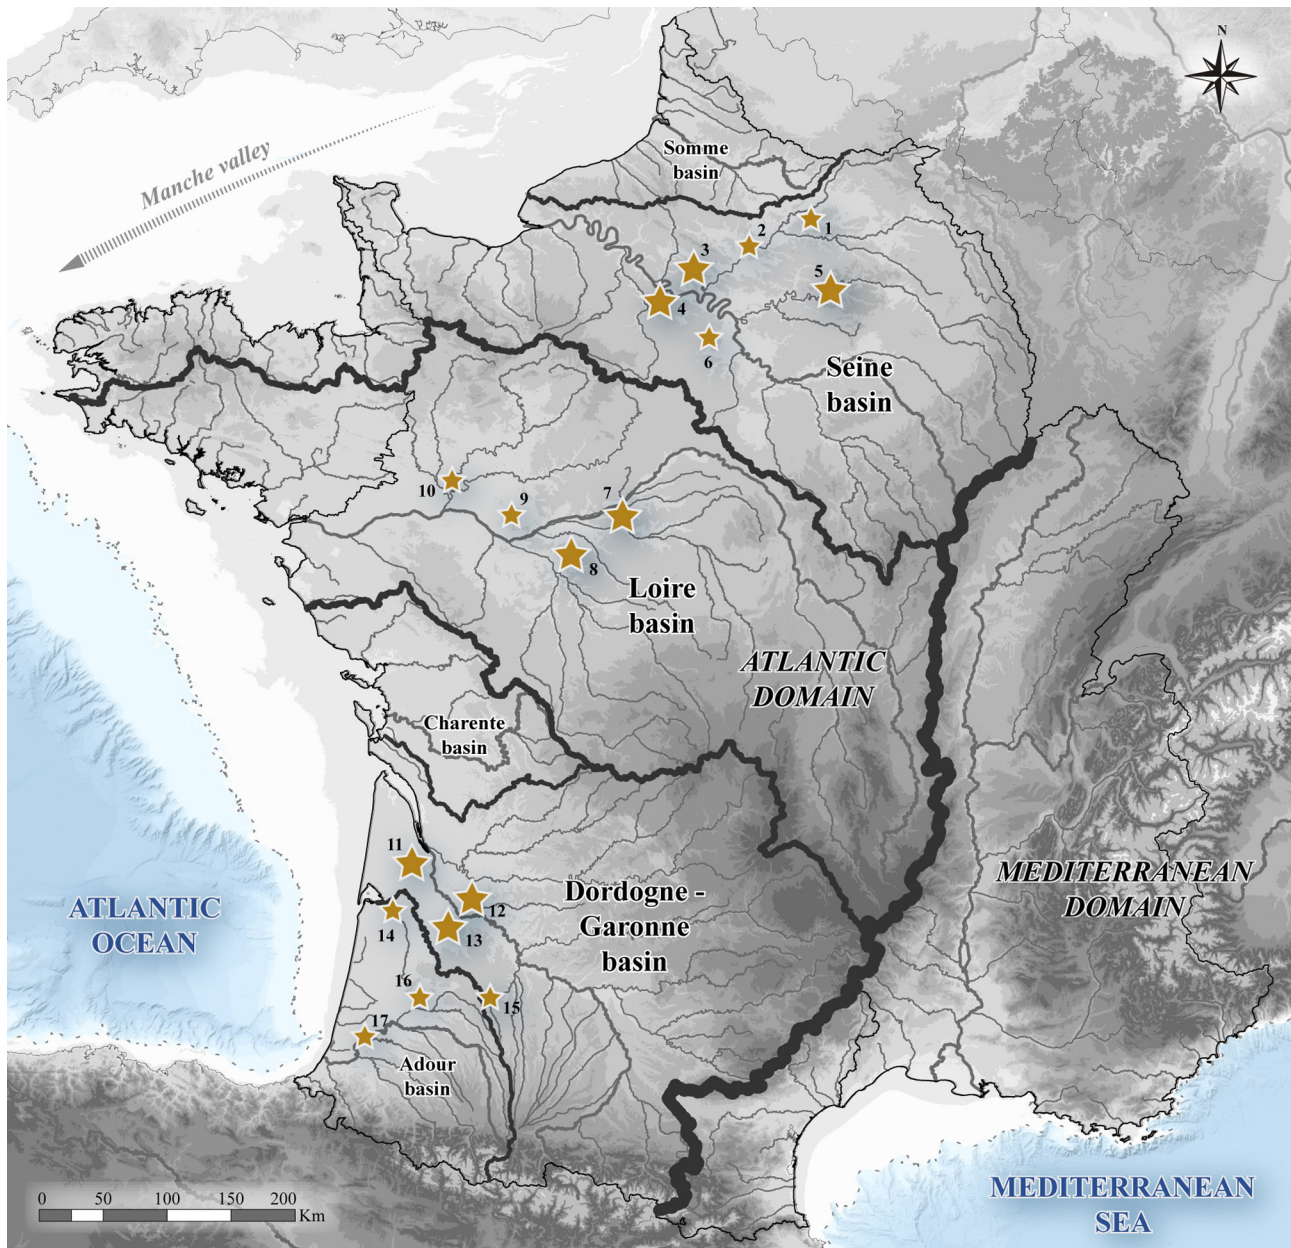 N
Manche valley
Somme
basin
1
2
3
4
5
6
Seine
basin
7
8
9
10
Loire
basin
ATLANTIC
DOMAIN
Charente
basin
11
12
13
14
15
16
17
Dordogne -
Garonne
basin
MEDITERRANEAN
DOMAIN
ATLANTIC
OCEAN
Adour
basin
MEDITERRANEAN
SEA
0 50 100 150 200
Km